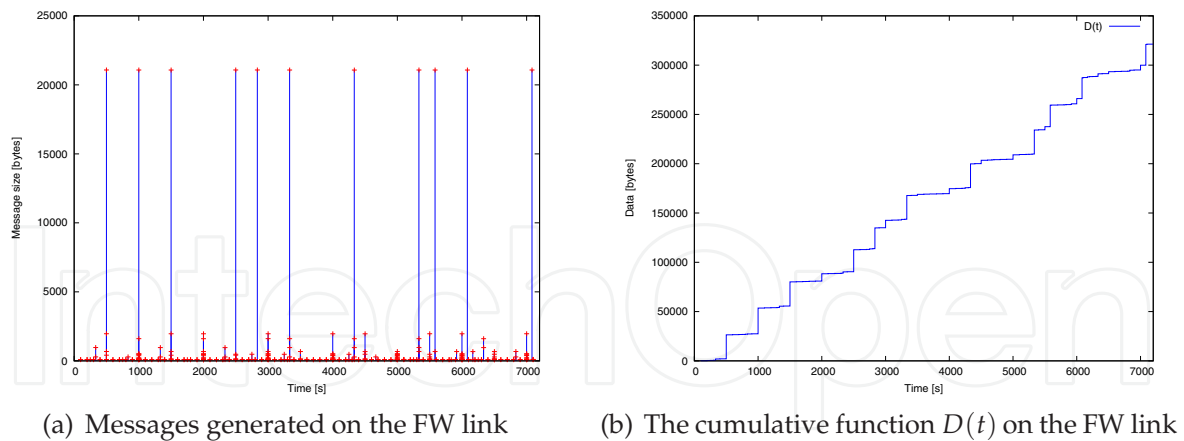 25000
20000
15000
10000
5000
0
Message size [bytes]
0 1000 2000 3000 4000 5000 6000 7000
Time [s]
(a) Messages generated on the FW link
350000
300000
250000
200000
150000
100000
50000
0
Data [bytes]
D(t)
0 1000 2000 3000 4000 5000 6000 7000
Time [s]
(b) The cumulative function D(t) on the FW link
IntechOpen